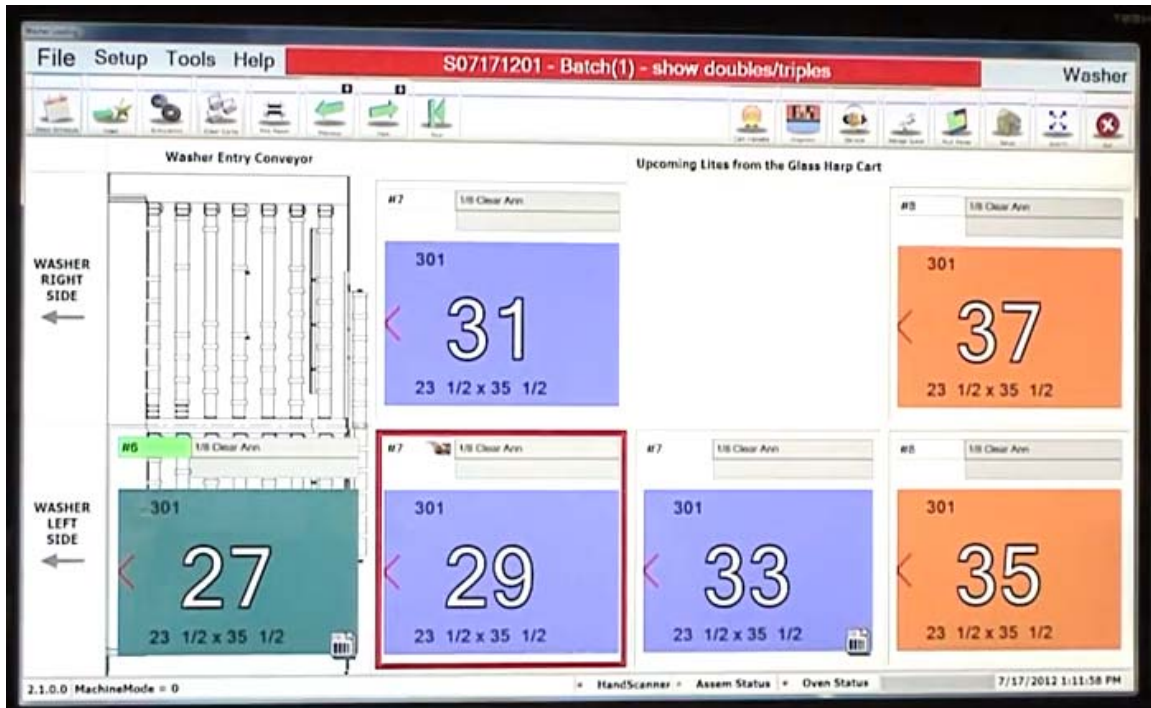 File Setup Tools Help
S07171201 - Batch(1) - show doubles/triples
Washer
Washer Entry Conveyor
Upcoming Lites from the Glass Harp Cart
WASHER
RIGHT
SIDE
#7 1/8 Clear Ann
301
31
23 1/2 x 35 1/2
#8 1/8 Clear Ann
301
37
23 1/2 x 35 1/2
WASHER
LEFT
SIDE
#6 1/8 Clear Ann
301
27
23 1/2 x 35 1/2
#7 1/8 Clear Ann
301
29
23 1/2 x 35 1/2
#7 1/8 Clear Ann
301
33
23 1/2 x 35 1/2
#8 1/8 Clear Ann
301
35
23 1/2 x 35 1/2
2.1.0.0 MachineMode = 0
HandScanner
Assem Status
Oven Status
7/17/2012 1:11:58 PM